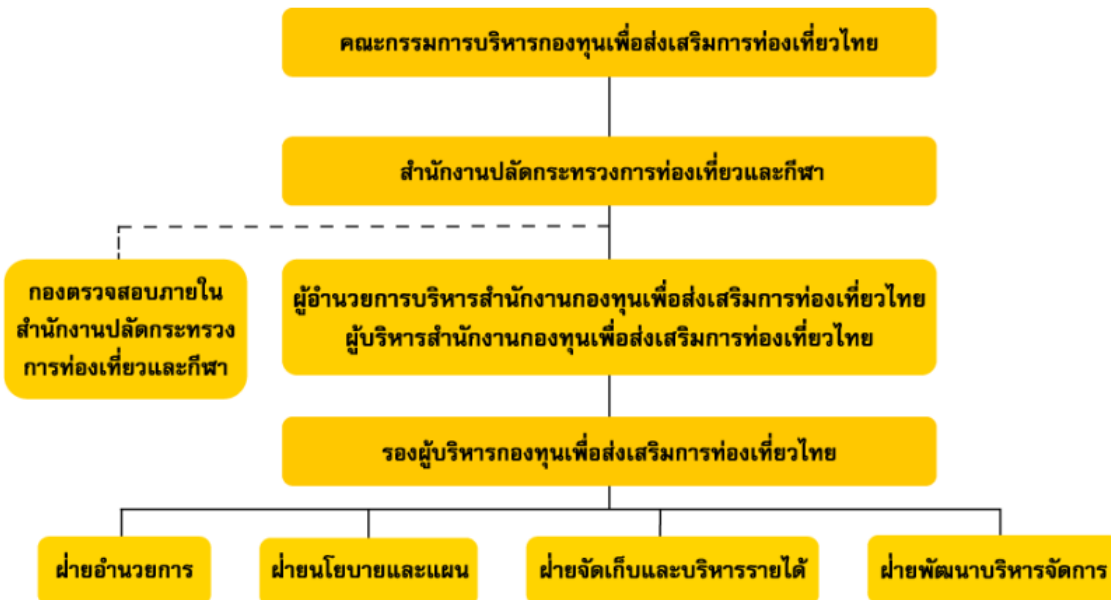 คณะกรรมการบริหารกองทุนเพื่อส่งเสริมการท่องเที่ยวไทย
สำนักงานปลัดกระทรวงการท่องเที่ยวและกีฬา
กองตรวจสอบภายใน
สำนักงานปลัดกระทรวง
การท่องเที่ยวและกีฬา
ผู้อำนวยการบริหารสำนักงานกองทุนเพื่อส่งเสริมการท่องเที่ยวไทย
ผู้บริหารสำนักงานกองทุนเพื่อส่งเสริมการท่องเที่ยวไทย
รองผู้บริหารกองทุนเพื่อส่งเสริมการท่องเที่ยวไทย
ฝ่ายอำนวยการ
ฝ่ายนโยบายและแผน
ฝ่ายจัดเก็บและบริหารรายได้
ฝ่ายพัฒนาบริหารจัดการ